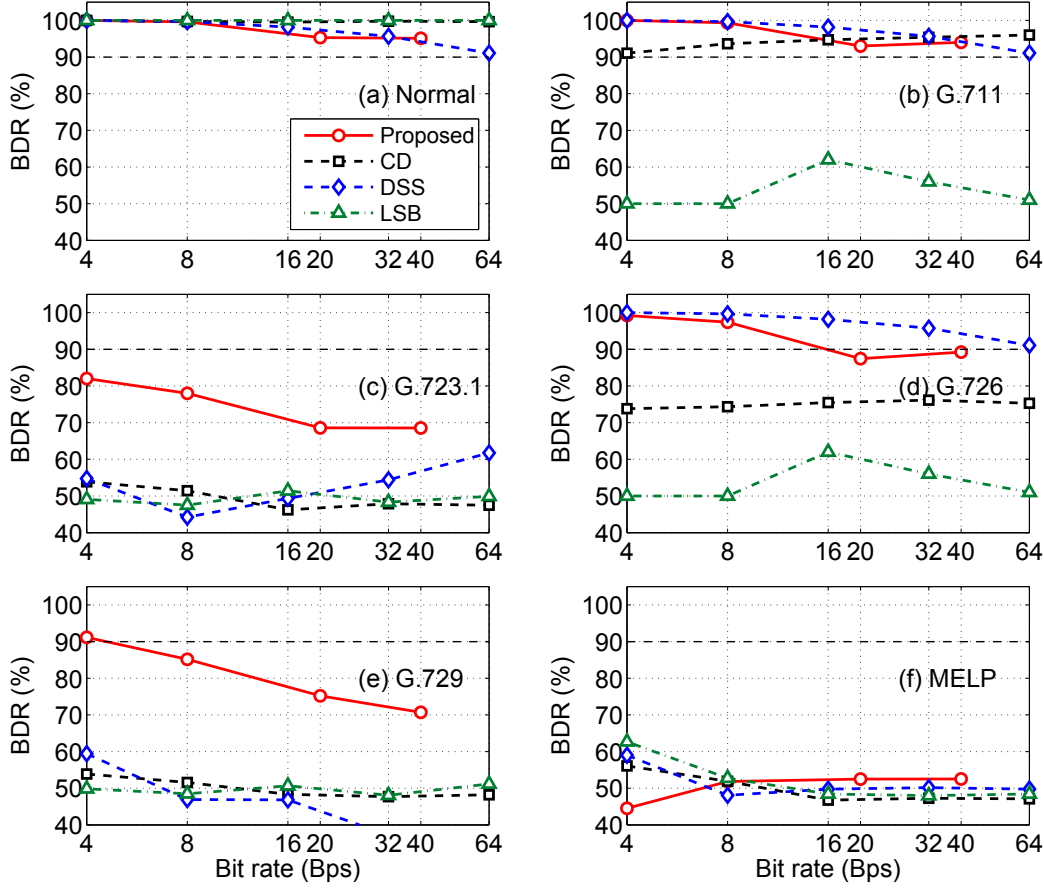 100
90
80
70
60
50
40
BDR (%)
(a) Normal
Proposed
CD
DSS
LSB
4 8 16 20 32 40 64
100
90
80
70
60
50
40
BDR (%)
(b) G.711
4 8 16 20 32 40 64
100
90
80
70
60
50
40
BDR (%)
(c) G.723.1
4 8 16 20 32 40 64
100
90
80
70
60
50
40
BDR (%)
(d) G.726
4 8 16 20 32 40 64
100
90
80
70
60
50
40
BDR (%)
(e) G.729
4 8 16 20 32 40 64
Bit rate (Bps)
100
90
80
70
60
50
40
BDR (%)
(f) MELP
4 8 16 20 32 40 64
Bit rate (Bps)